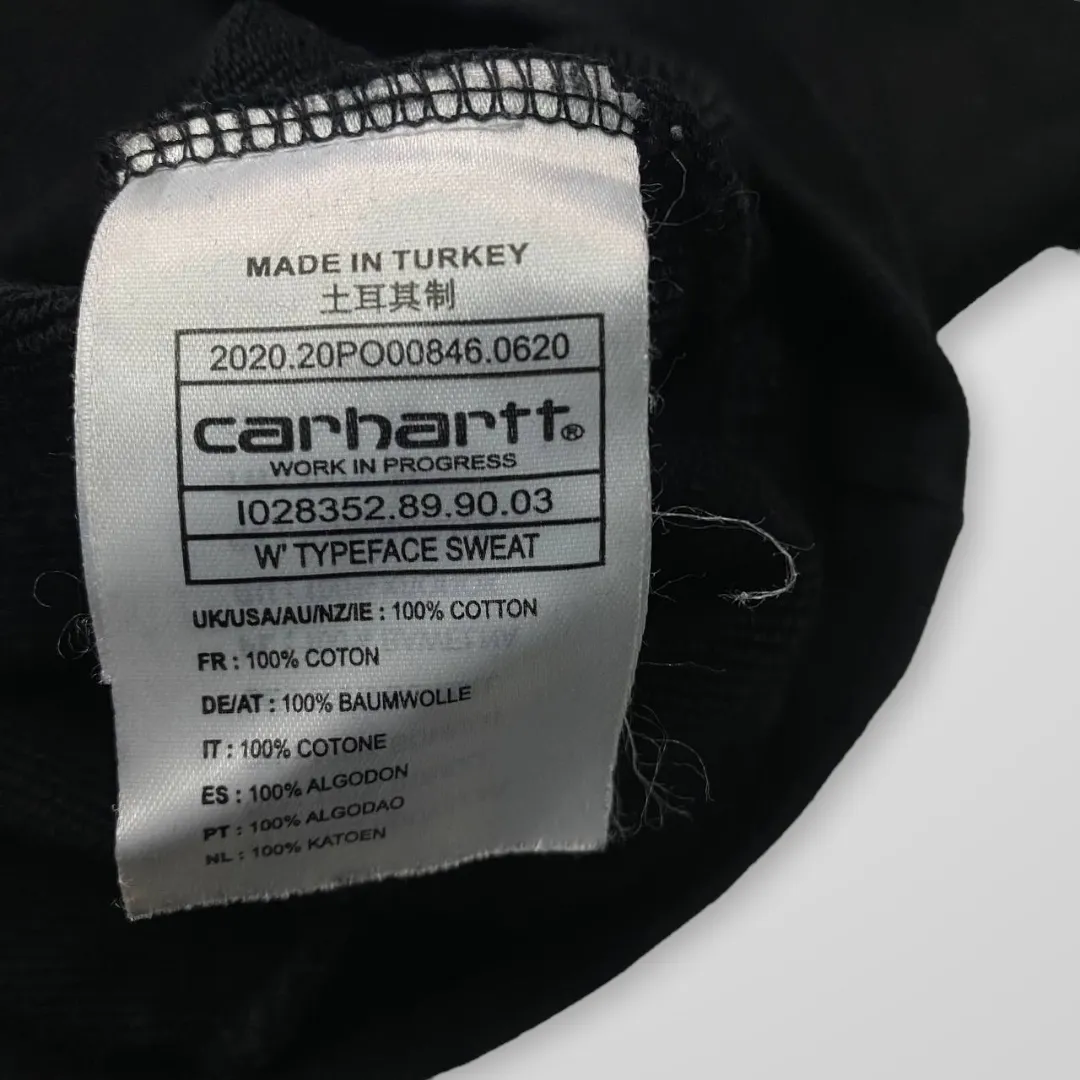 MADE IN TURKEY
土耳其制
2020.20PO00846.0620
carhartt®
WORK IN PROGRESS
I028352.89.90.03
W' TYPEFACE SWEAT
UK/USA/AU/NZ/IE : 100% COTTON
FR : 100% COTON
DE/AT : 100% BAUMWOLLE
IT : 100% COTONE
ES : 100% ALGODON
PT : 100% ALGODAO
NL : 100% KATOEN